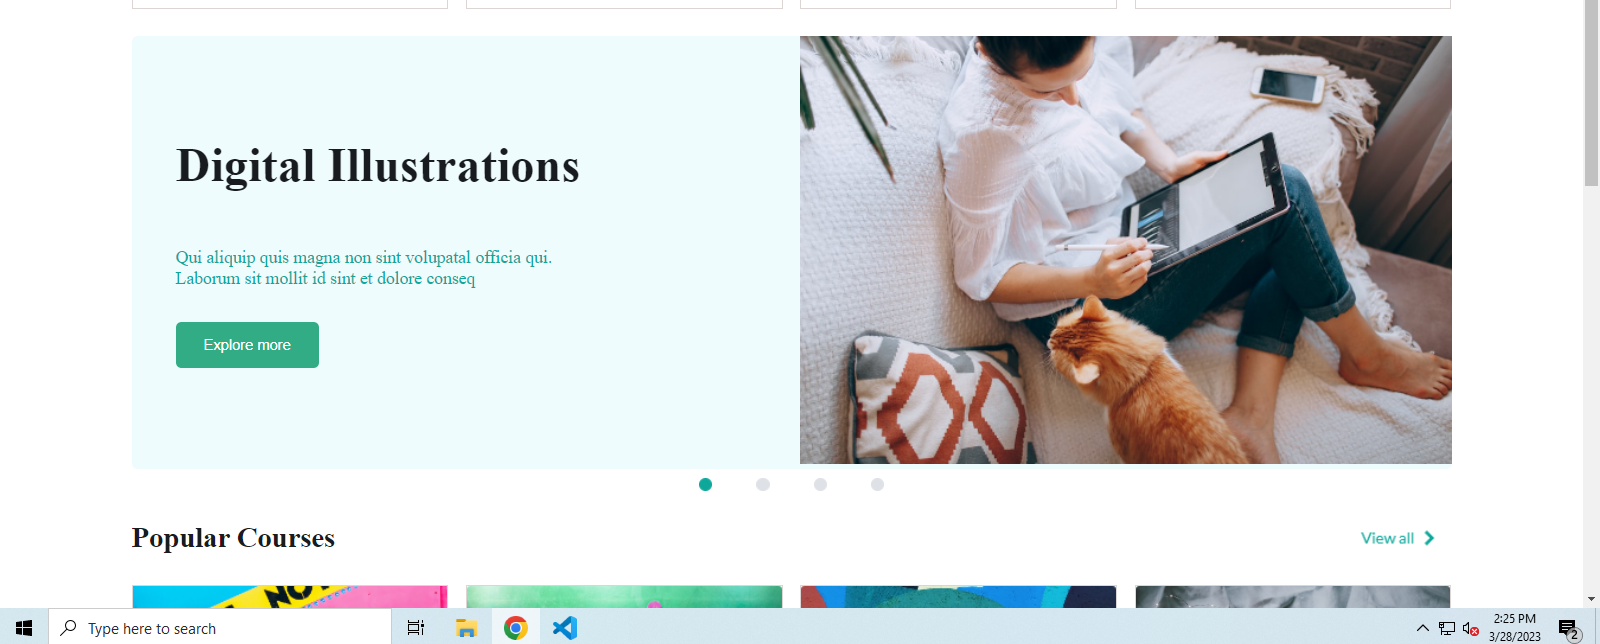 Digital Illustrations
Qui aliquip quis magna non sint volupatal officia qui.
Laborum sit mollit id sint et dolore conseq
Explore more
Popular Courses
View all
NOT
Type here to search
2:25 PM
3/28/2023
2